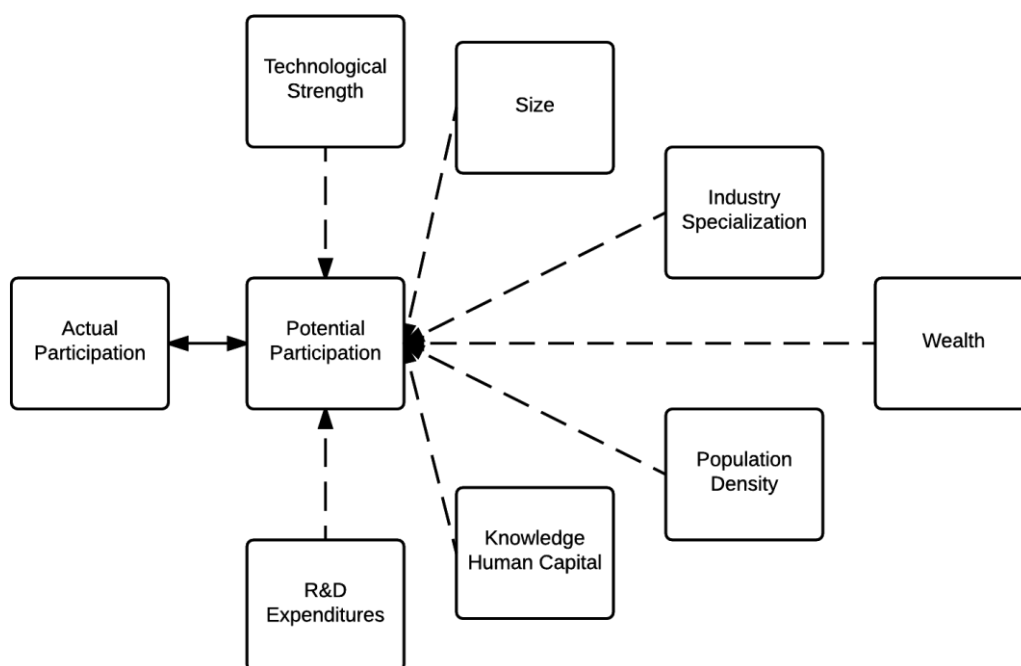 Technological
Strength
Size
Industry
Specialization
Actual
Participation
Potential
Participation
Wealth
Population
Density
Knowledge
Human Capital
R&D
Expenditures